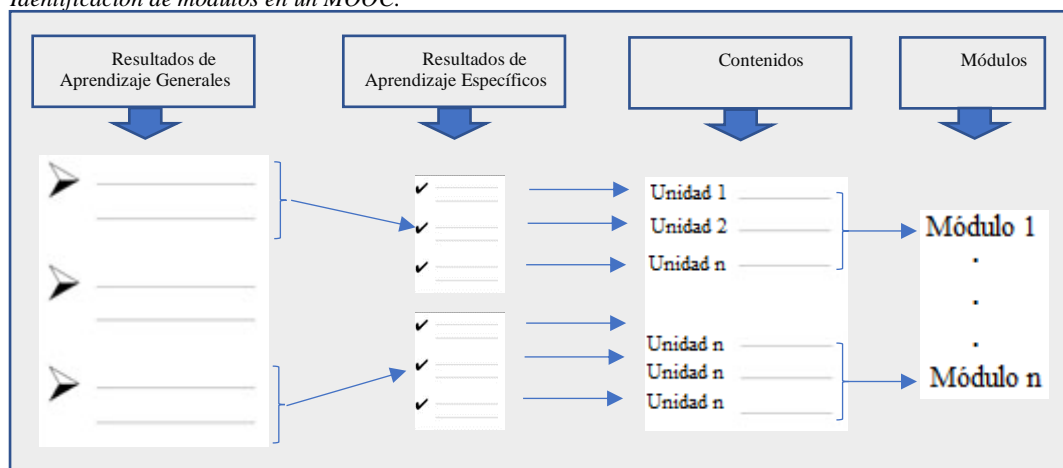 Identificación de módulos en un MOOC.
Resultados de
Aprendizaje Generales
Resultados de
Aprendizaje Específicos
Contenidos
Módulos
Unidad 1
Unidad 2
Unidad n
Unidad n
Unidad n
Unidad n
Módulo 1
.
.
.
Módulo n